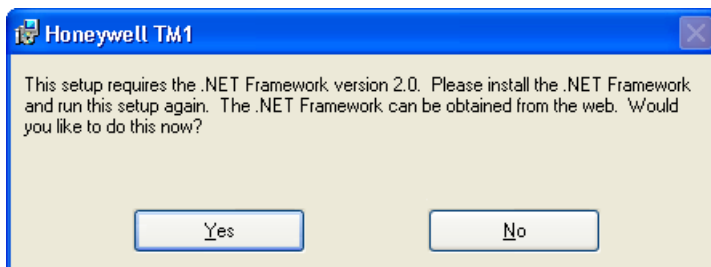 Honeywell TM1
This setup requires the .NET Framework version 2.0.  Please install the .NET Framework
and run this setup again.  The .NET Framework can be obtained from the web.  Would
you like to do this now?
Yes
No